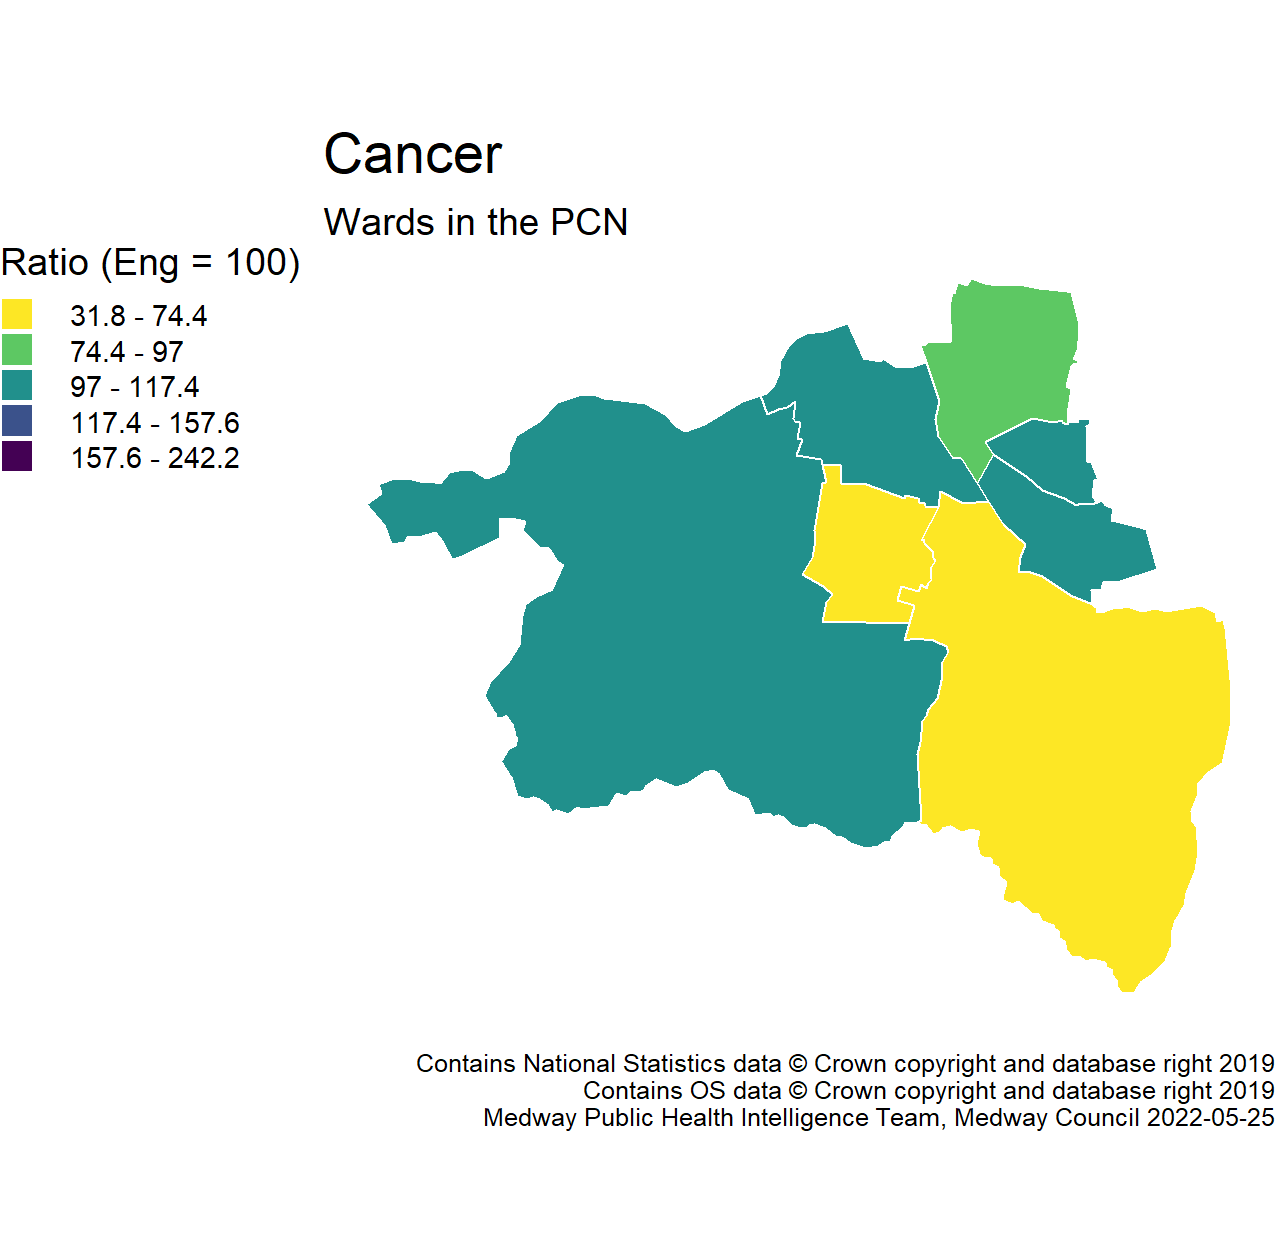 Cancer
Wards in the PCN
Ratio (Eng = 100)
31.8 - 74.4
74.4 - 97
97 - 117.4
117.4 - 157.6
157.6 - 242.2
Contains National Statistics data © Crown copyright and database right 2019
Contains OS data © Crown copyright and database right 2019
Medway Public Health Intelligence Team, Medway Council 2022-05-25